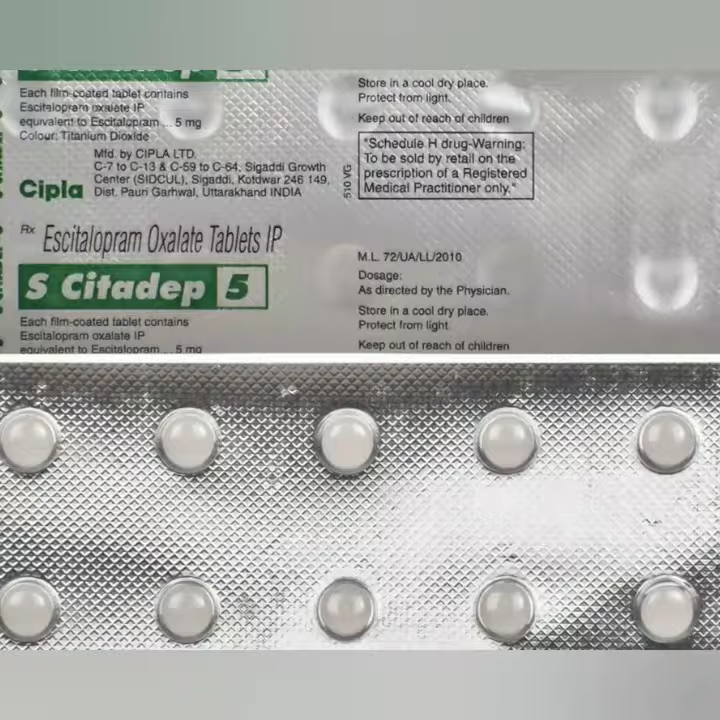 Each film-coated tablet contains
Escitalopram oxalate IP
equivalent to Escitalopram ... 5 mg
Colour: Titanium Dioxide
Mfd. by CIPLA LTD.
C-7 to C-13 & C-59 to C-64, Sigaddi Growth
Center (SIDCUL), Sigaddi, Kotdwar 246 149,
Dist. Pauri Garhwal, Uttarakhand INDIA
Cipla
Rx Escitalopram Oxalate Tablets IP
S Citadep 5
Each film-coated tablet contains
Escitalopram oxalate IP
equivalent to Escitalopram ... 5 mg
Store in a cool dry place.
Protect from light.
Keep out of reach of children
"Schedule H drug-Warning:
To be sold by retail on the
prescription of a Registered
Medical Practitioner only."
510 VG
M.L. 72/UA/LL/2010
Dosage:
As directed by the Physician.
Store in a cool dry place.
Protect from light.
Keep out of reach of children